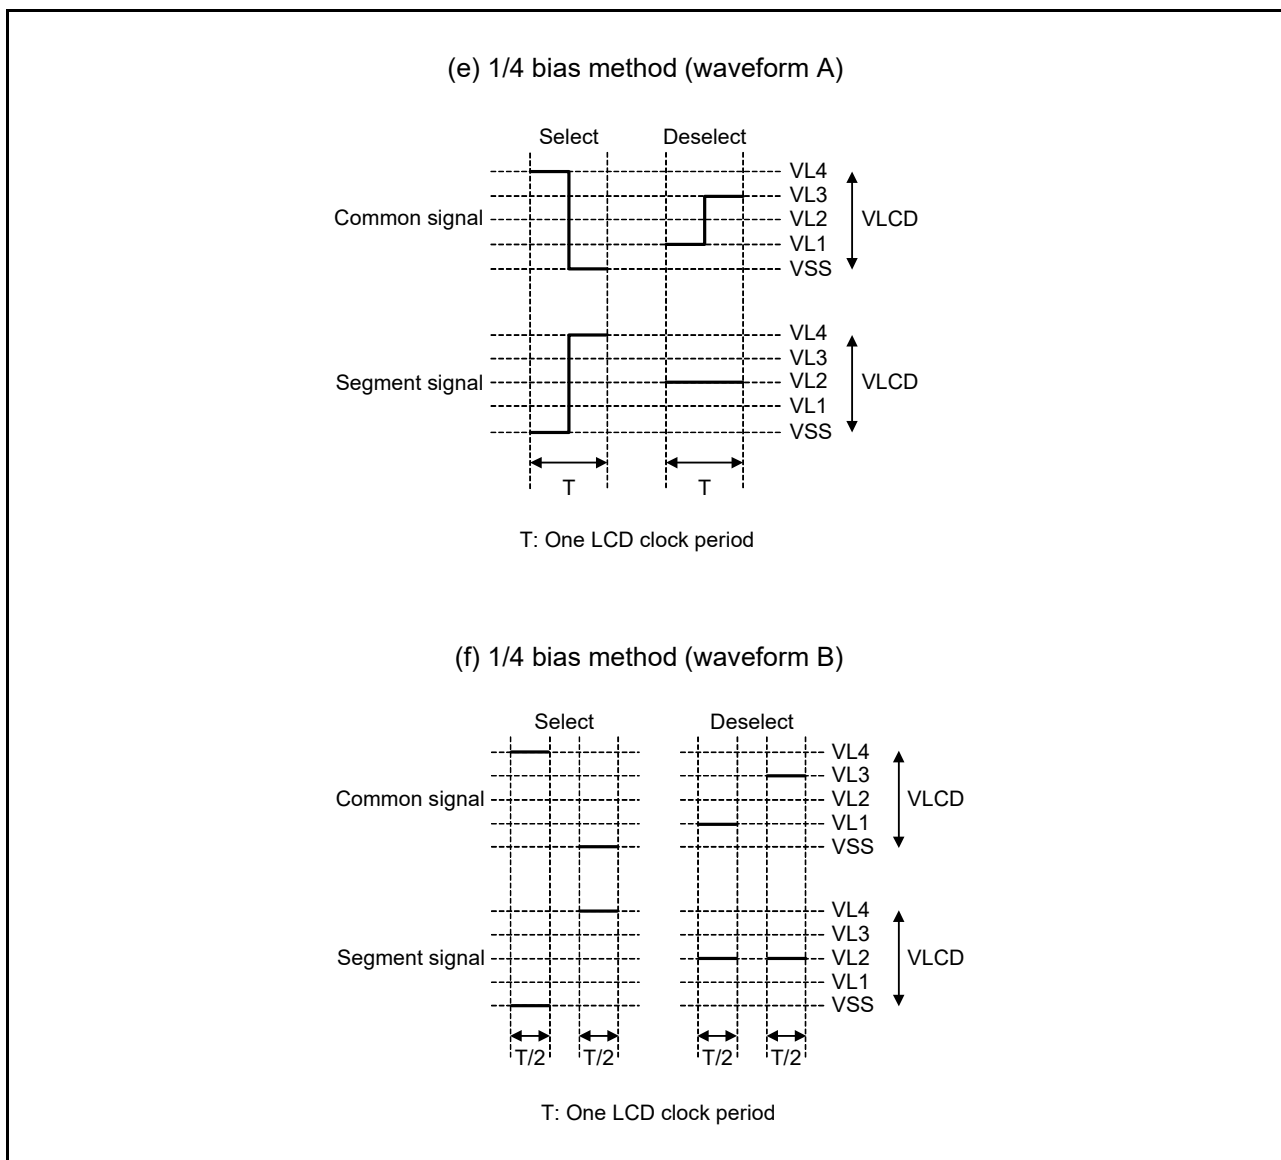 (e) 1/4 bias method (waveform A)
Select Deselect
VL4
VL3
Common signal VL2 VLCD
VL1
VSS
VL4
VL3
Segment signal VL2 VLCD
VL1
VSS
T T
T: One LCD clock period
(f) 1/4 bias method (waveform B)
Select Deselect
VL4
VL3
Common signal VL2 VLCD
VL1
VSS
VL4
VL3
Segment signal VL2 VLCD
VL1
VSS
T/2 T/2 T/2 T/2
T: One LCD clock period